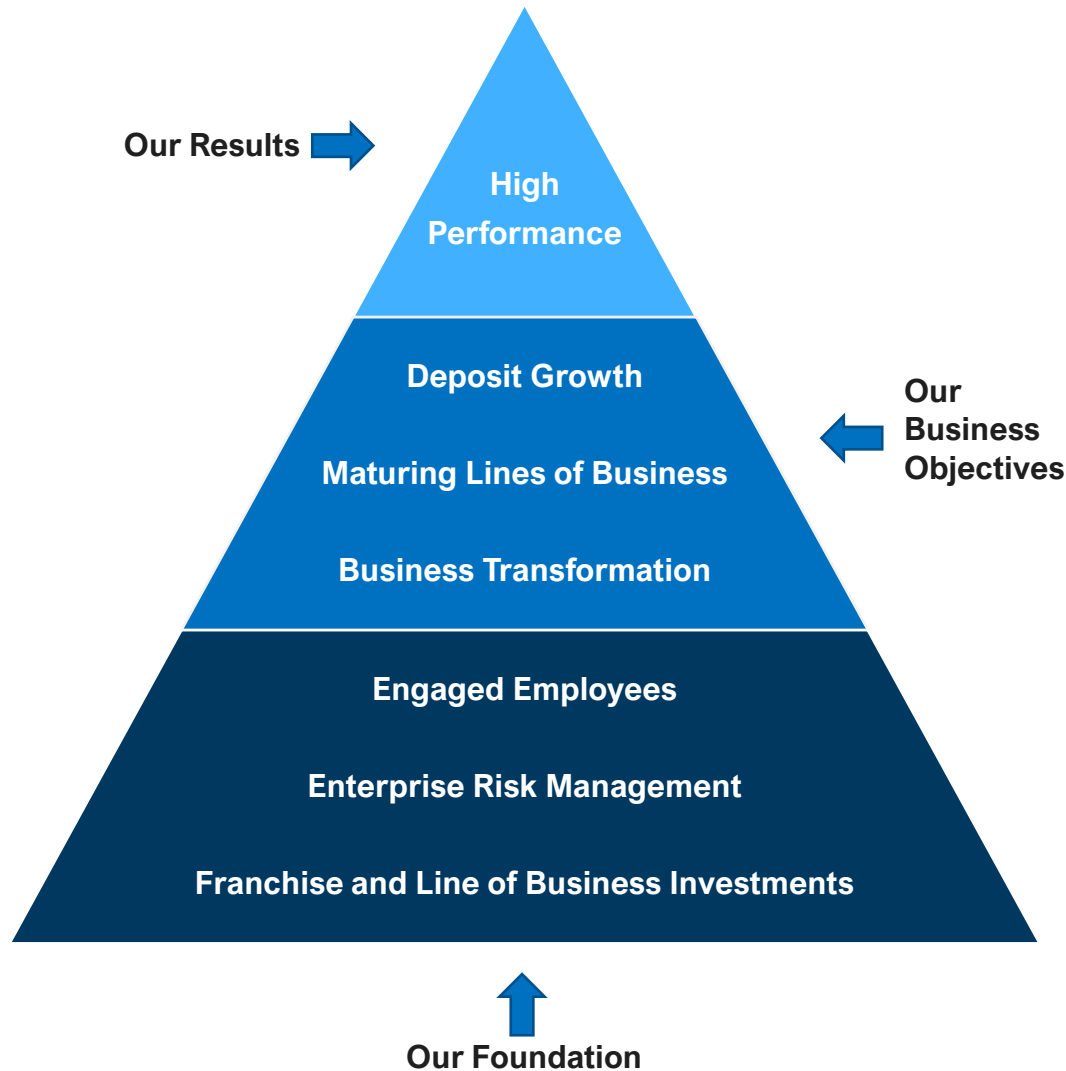 Our Results
High
Performance
Deposit Growth
Our
Business
Objectives
Maturing Lines of Business
Business Transformation
Engaged Employees
Enterprise Risk Management
Franchise and Line of Business Investments
Our Foundation